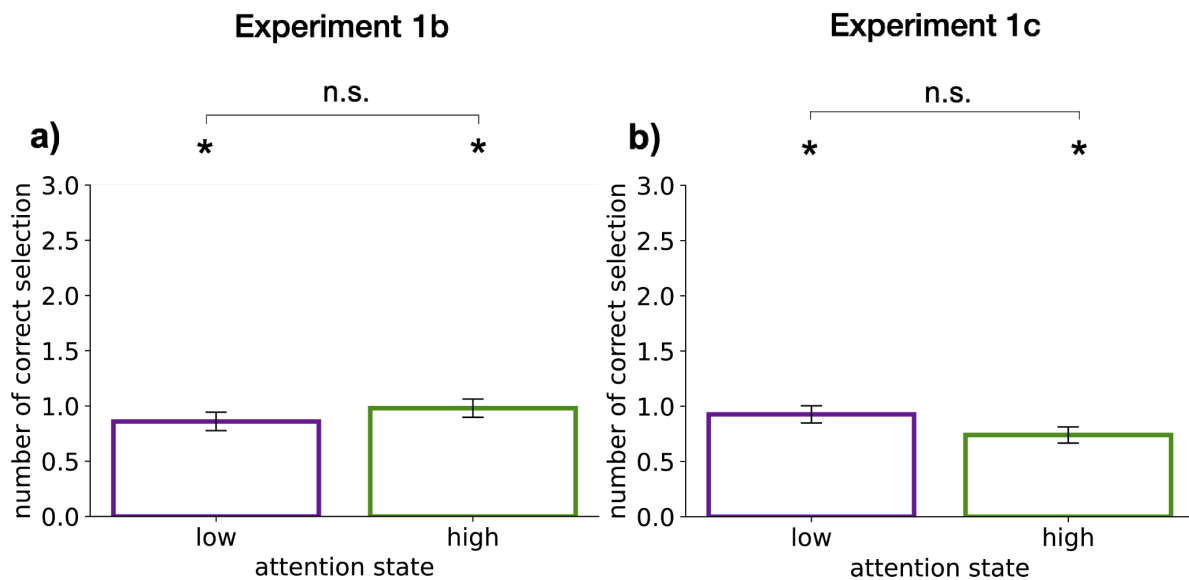 Experiment 1b
n.s.
a)
* *
number of correct selection
3.0
2.5
2.0
1.5
1.0
0.5
0.0
low high
attention state
Experiment 1c
n.s.
b)
* *
number of correct selection
3.0
2.5
2.0
1.5
1.0
0.5
0.0
low high
attention state